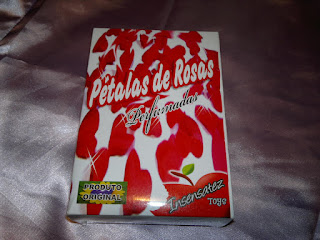 Pétalas de Rosas
Perfumadas
PRODUTO
ORIGINAL
Insensatez
Toys